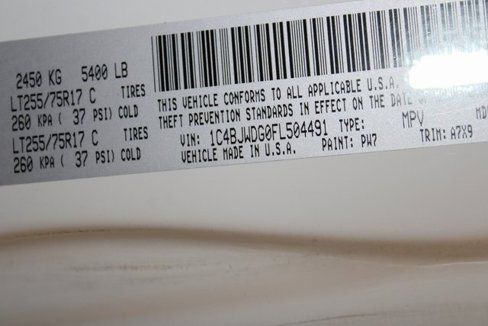 2450 KG 5400 LB
LT255/75R17 C TIRES
260 KPA ( 37 PSI) COLD
LT255/75R17 C TIRES
260 KPA ( 37 PSI) COLD
THIS VEHICLE CONFORMS TO ALL APPLICABLE U.S.A.
THEFT PREVENTION STANDARDS IN EFFECT ON THE DATE
VIN: 1C4BJWDG0FL504491 TYPE: MPV
VEHICLE MADE IN U.S.A. PAINT: PW7 TRIM: A7X9